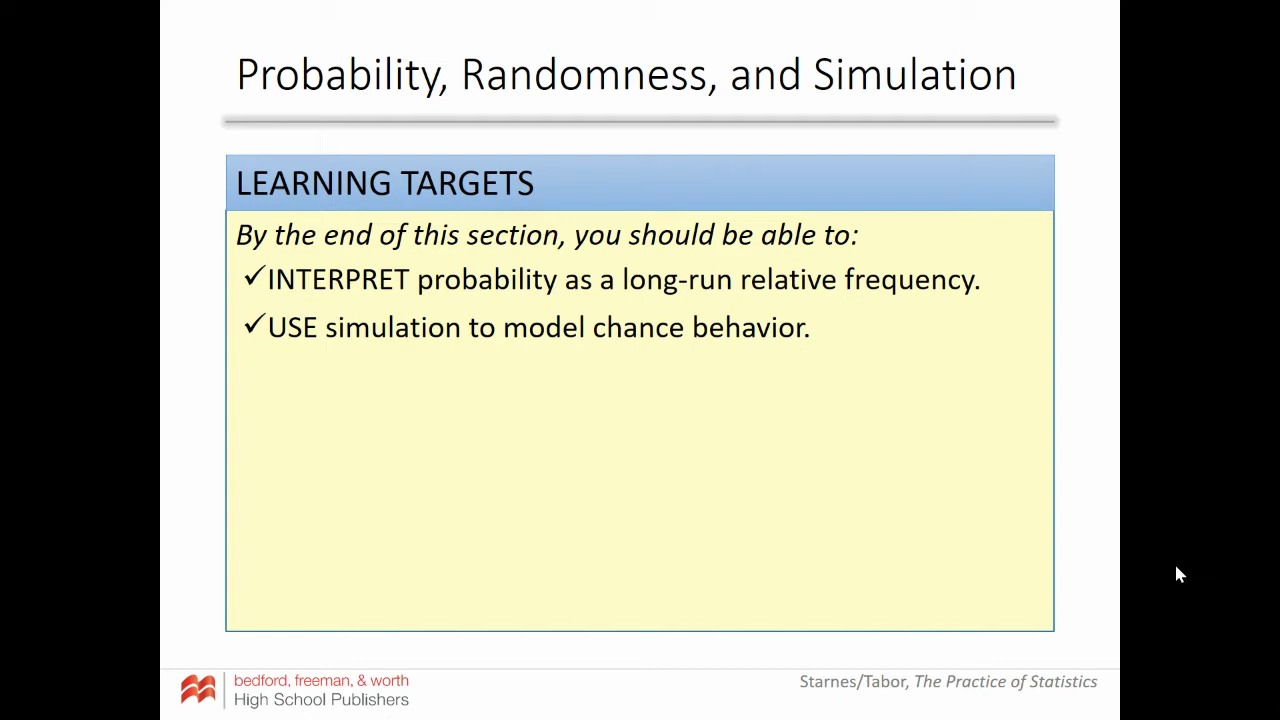 Probability, Randomness, and Simulation
LEARNING TARGETS
By the end of this section, you should be able to:
✓INTERPRET probability as a long-run relative frequency.
✓USE simulation to model chance behavior.
bedford, freeman, & worth
High School Publishers
Starnes/Tabor, The Practice of Statistics